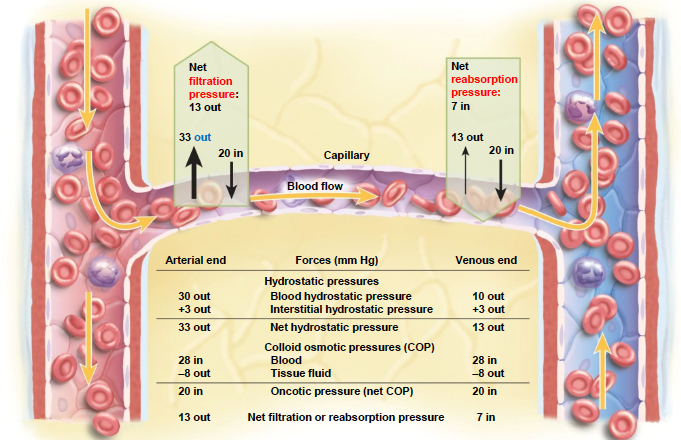 Net
filtration
pressure:
13 out
33 out
20 in
Net
reabsorption
pressure:
7 in
13 out
20 in
Capillary
Blood flow
Arterial end Forces (mm Hg) Venous end
Hydrostatic pressures
30 out Blood hydrostatic pressure 10 out
+3 out Interstitial hydrostatic pressure +3 out
33 out Net hydrostatic pressure 13 out
Colloid osmotic pressures (COP)
28 in Blood 28 in
–8 out Tissue fluid –8 out
20 in Oncotic pressure (net COP) 20 in
13 out Net filtration or reabsorption pressure 7 in